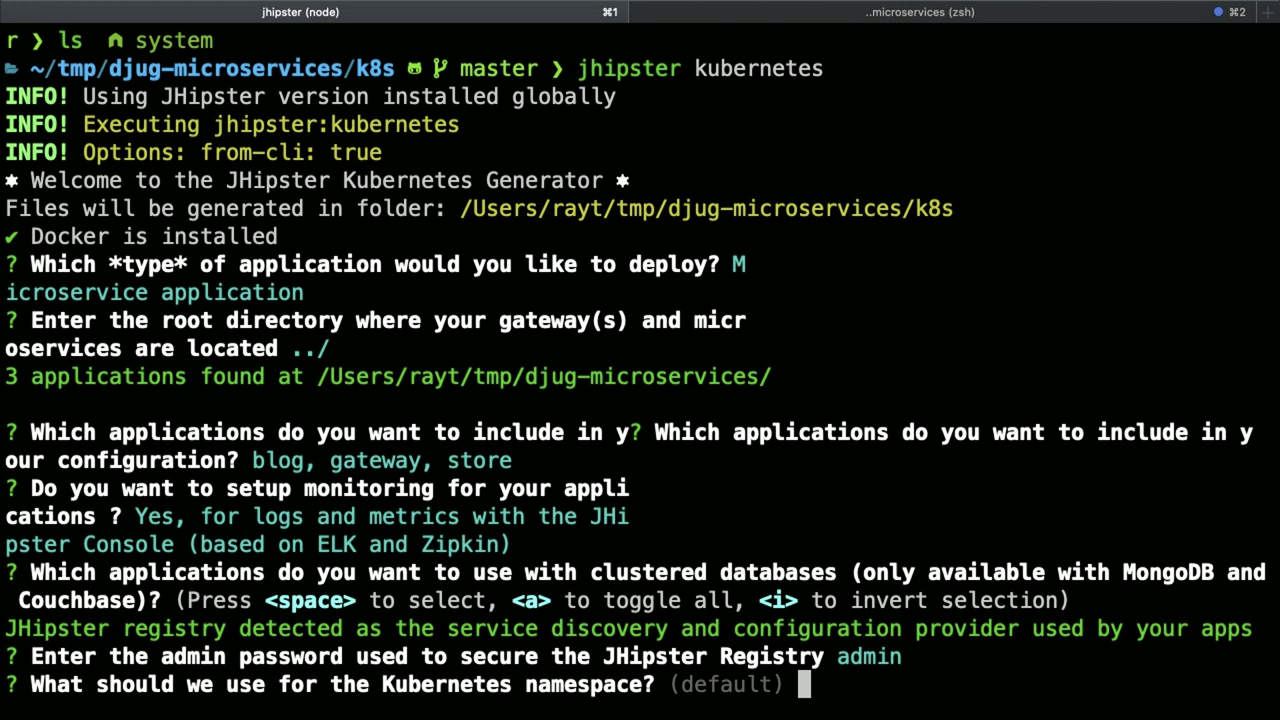 jhipster (node) ⌘1 ..microservices (zsh) ⌘2
r ❯ ls system
~/tmp/djug-microservices/k8s master ❯ jhipster kubernetes
INFO! Using JHipster version installed globally
INFO! Executing jhipster:kubernetes
INFO! Options: from-cli: true
✱ Welcome to the JHipster Kubernetes Generator ✱
Files will be generated in folder: /Users/rayt/tmp/djug-microservices/k8s
✔ Docker is installed
? Which *type* of application would you like to deploy? M
icroservice application
? Enter the root directory where your gateway(s) and micr
oservices are located ../
3 applications found at /Users/rayt/tmp/djug-microservices/
? Which applications do you want to include in y? Which applications do you want to include in y
our configuration? blog, gateway, store
? Do you want to setup monitoring for your appli
cations ? Yes, for logs and metrics with the JHi
pster Console (based on ELK and Zipkin)
? Which applications do you want to use with clustered databases (only available with MongoDB and
Couchbase)? (Press <space> to select, <a> to toggle all, <i> to invert selection)
JHipster registry detected as the service discovery and configuration provider used by your apps
? Enter the admin password used to secure the JHipster Registry admin
? What should we use for the Kubernetes namespace? (default)